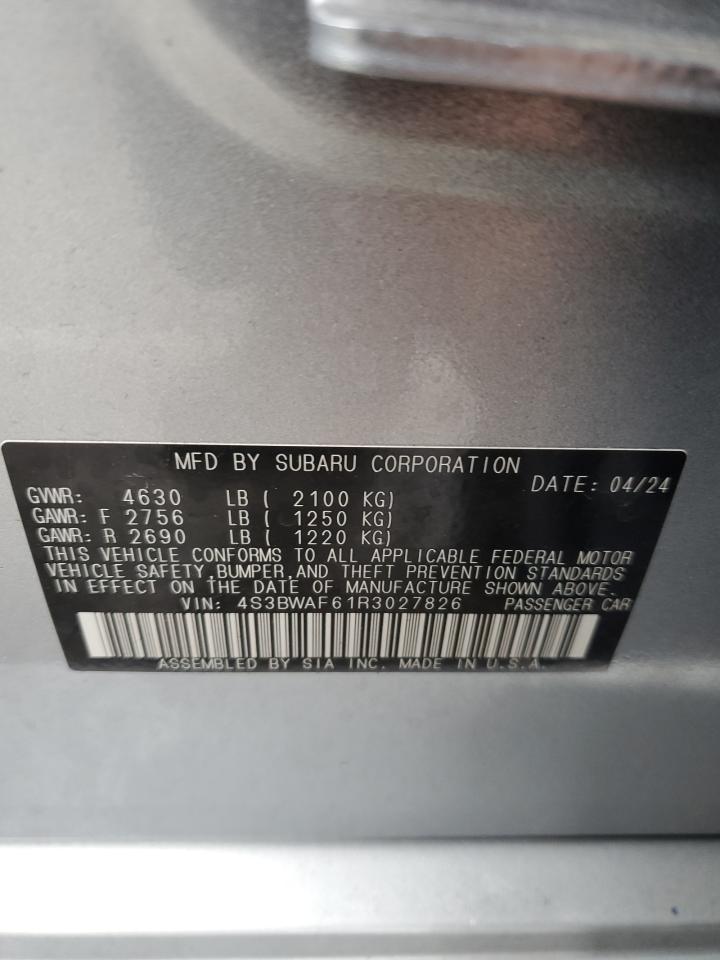 MFD BY SUBARU CORPORATION
DATE: 04/24
GVWR: 4630 LB ( 2100 KG)
GAWR: F 2756 LB ( 1250 KG)
GAWR: R 2690 LB ( 1220 KG)
THIS VEHICLE CONFORMS TO ALL APPLICABLE FEDERAL MOTOR
VEHICLE SAFETY,BUMPER,AND THEFT PREVENTION STANDARDS
IN EFFECT ON THE DATE OF MANUFACTURE SHOWN ABOVE.
VIN: 4S3BWAF61R3027826 PASSENGER CAR
ASSEMBLED BY SIA INC. MADE IN U.S.A.